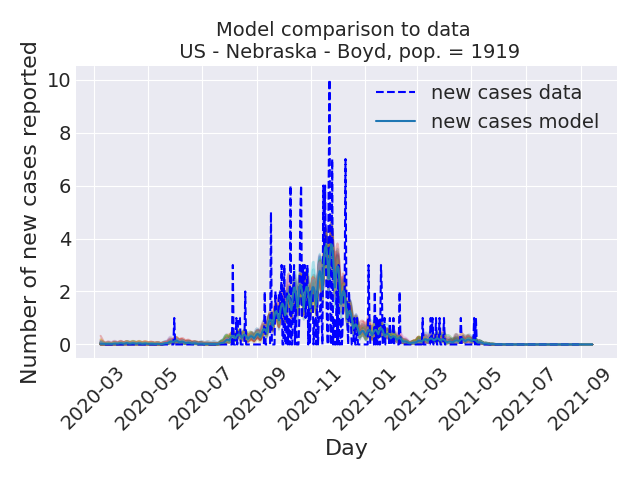 Model comparison to data
US - Nebraska - Boyd, pop. = 1919
Number of new cases reported
10
8
6
4
2
0
new cases data
new cases model
2020-03
2020-05
2020-07
2020-09
2020-11
2021-01
2021-03
2021-05
2021-07
2021-09
Day